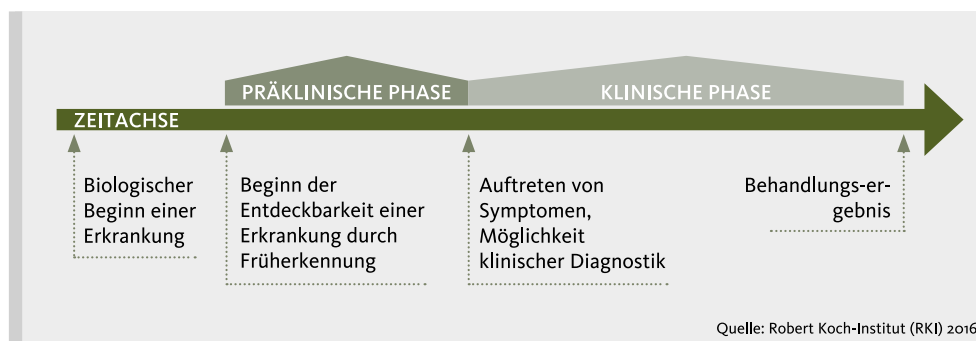 PRÄKLINISCHE PHASE
KLINISCHE PHASE
ZEITACHSE
Biologischer
Beginn einer
Erkrankung
Beginn der
Entdeckbarkeit einer
Erkrankung durch
Früherkennung
Auftreten von
Symptomen,
Möglichkeit
klinischer Diagnostik
Behandlungs-er-
gebnis
Quelle: Robert Koch-Institut (RKI) 2016